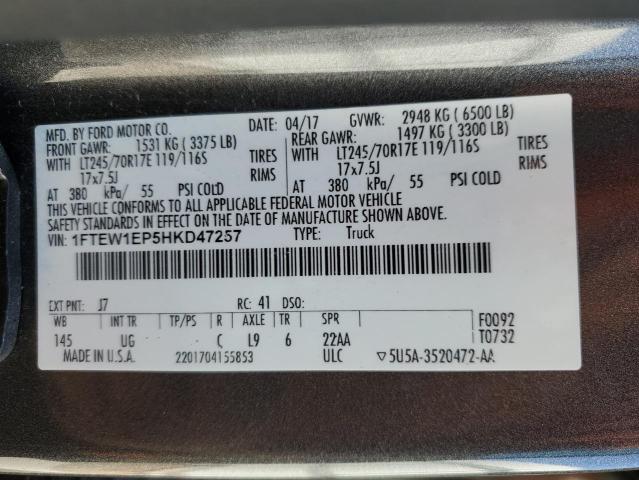 MFD. BY FORD MOTOR CO.
DATE: 04/17 GVWR: 2948 KG ( 6500 LB)
FRONT GAWR: 1531 KG ( 3375 LB) REAR GAWR: 1497 KG ( 3300 LB)
WITH LT245/70R17E 119/116S TIRES WITH LT245/70R17E 119/116S TIRES
17x7.5J RIMS 17x7.5J RIMS
AT 380 kPa/ 55 PSI COLD AT 380 kPa/ 55 PSI COLD
THIS VEHICLE CONFORMS TO ALL APPLICABLE FEDERAL MOTOR VEHICLE
SAFETY STANDARDS IN EFFECT ON THE DATE OF MANUFACTURE SHOWN ABOVE.
VIN: 1FTEW1EP5HKD47257 TYPE: Truck
EXT PNT: J7 RC: 41 DSO:
WB INT TR TP/PS R AXLE TR SPR F0092
145 UG C L9 6 22AA T0732
MADE IN U.S.A. 2201704155853 ULC ▽5U5A-3520472-AA